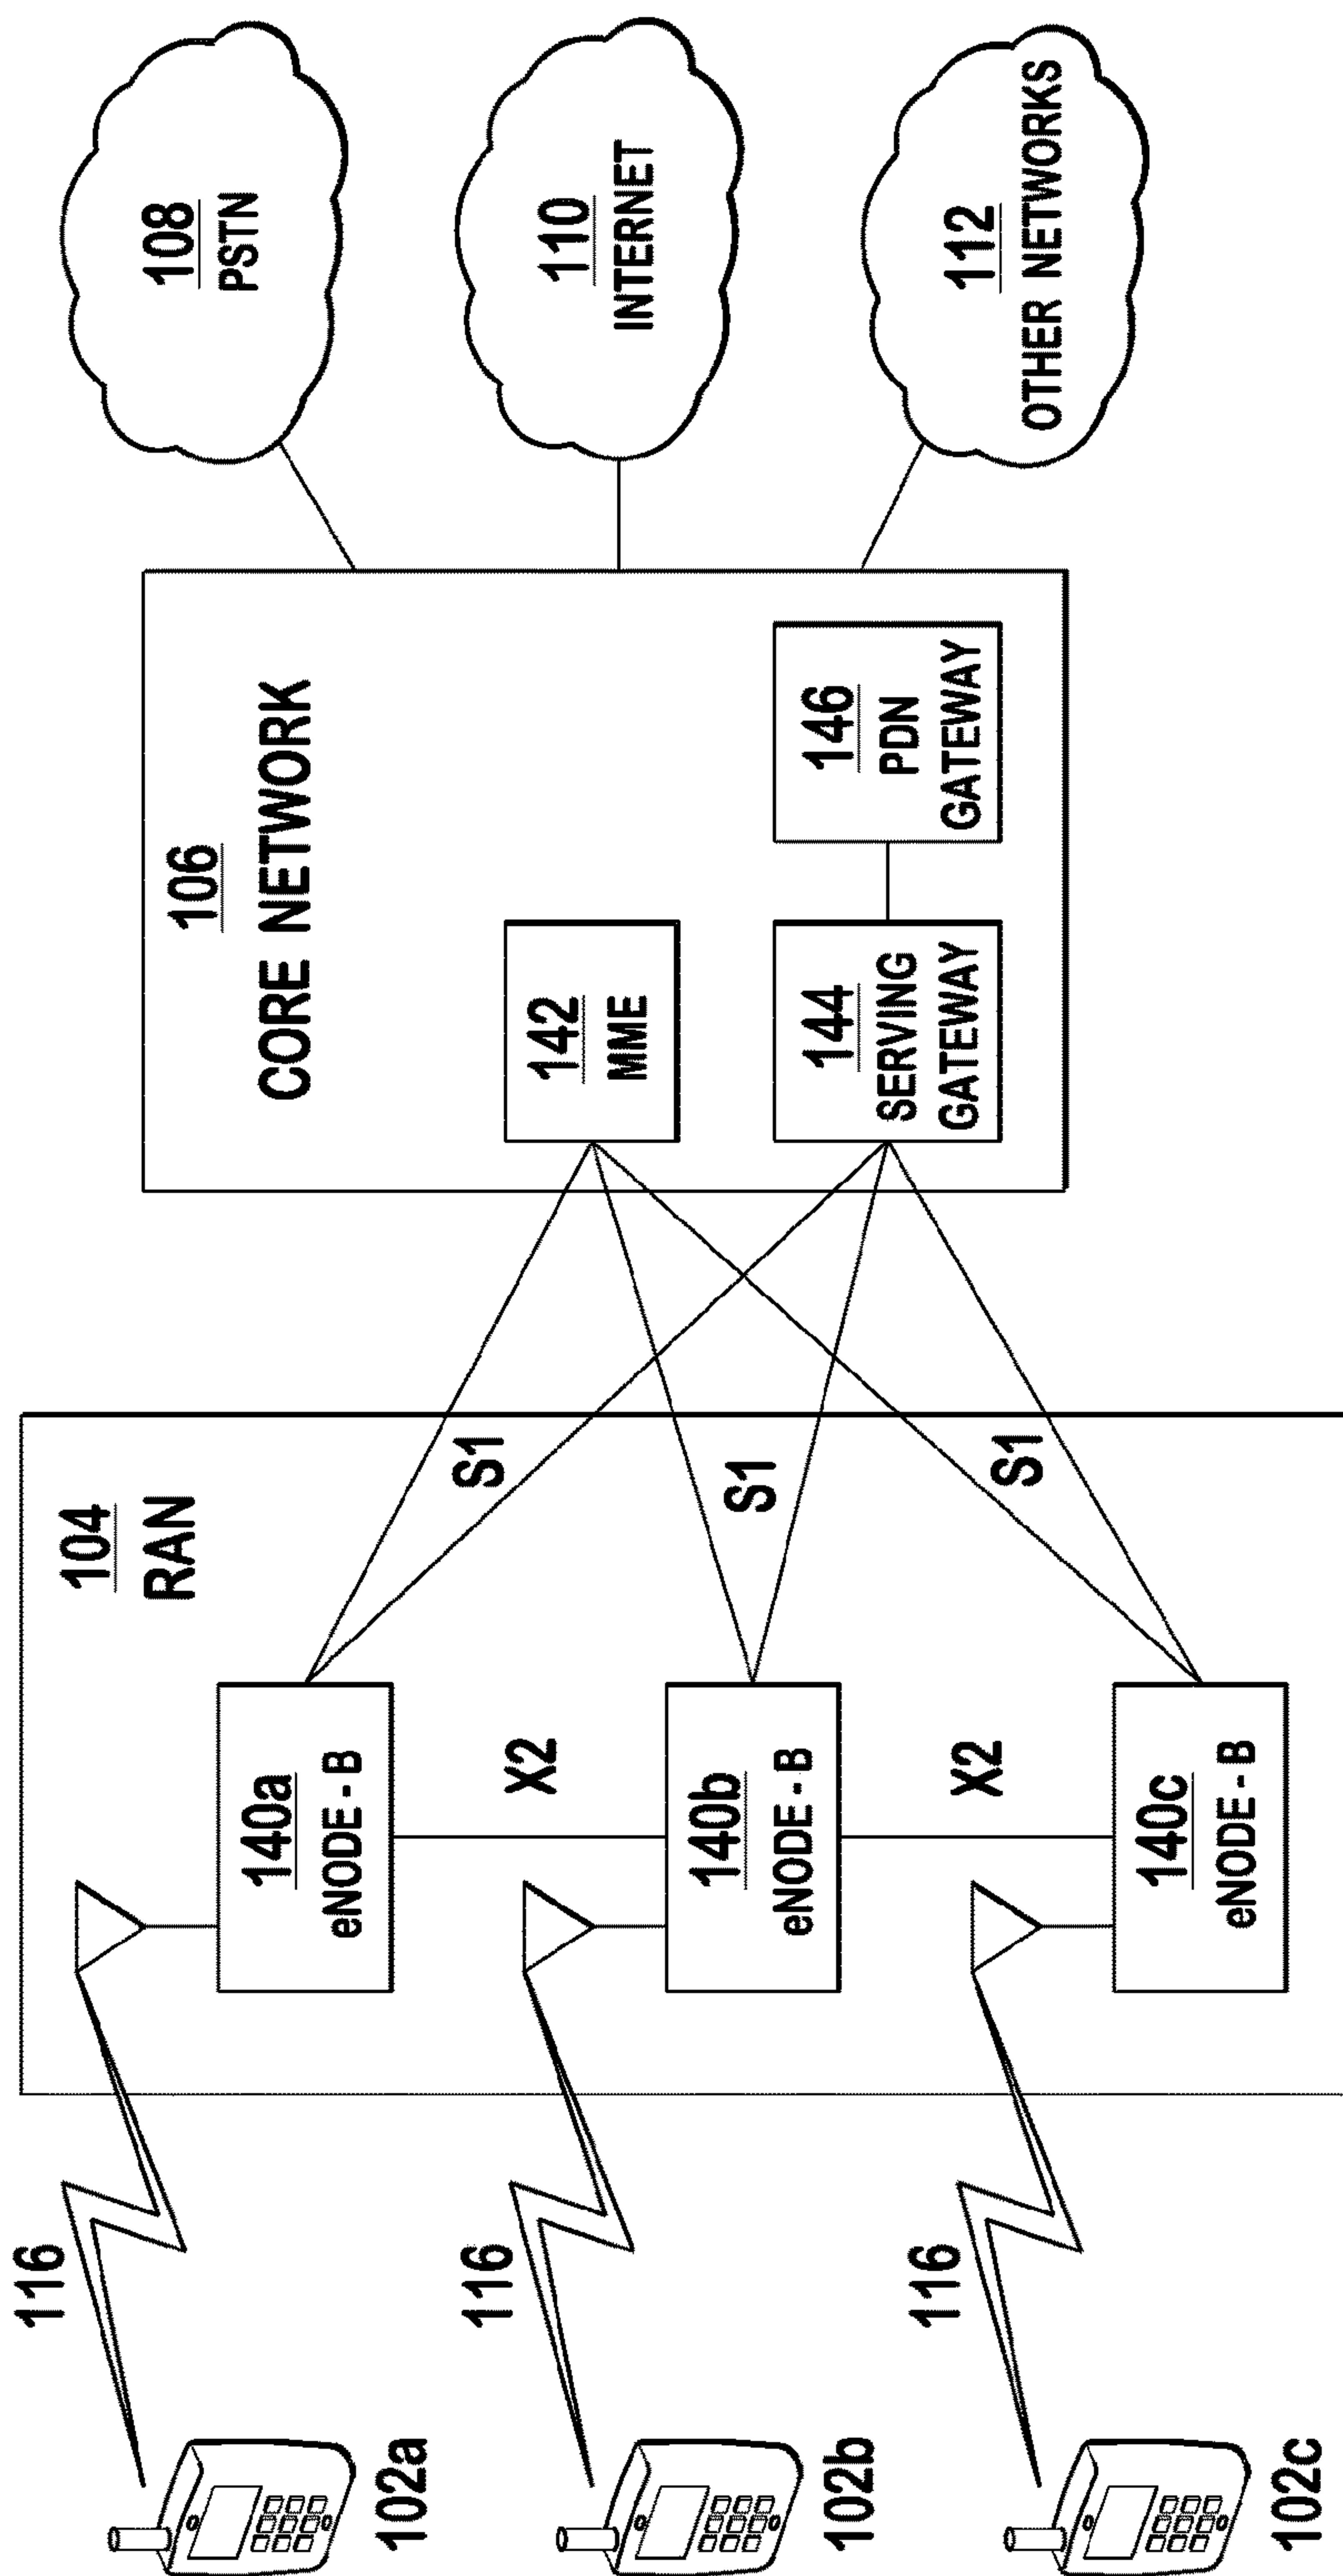 116
102a
116
102b
116
102c
104
RAN
140a
eNODE - B
X2
140b
eNODE - B
X2
140c
eNODE - B
S1
S1
S1
106
CORE NETWORK
142
MME
144
SERVING
GATEWAY
146
PDN
GATEWAY
108
PSTN
110
INTERNET
112
OTHER NETWORKS